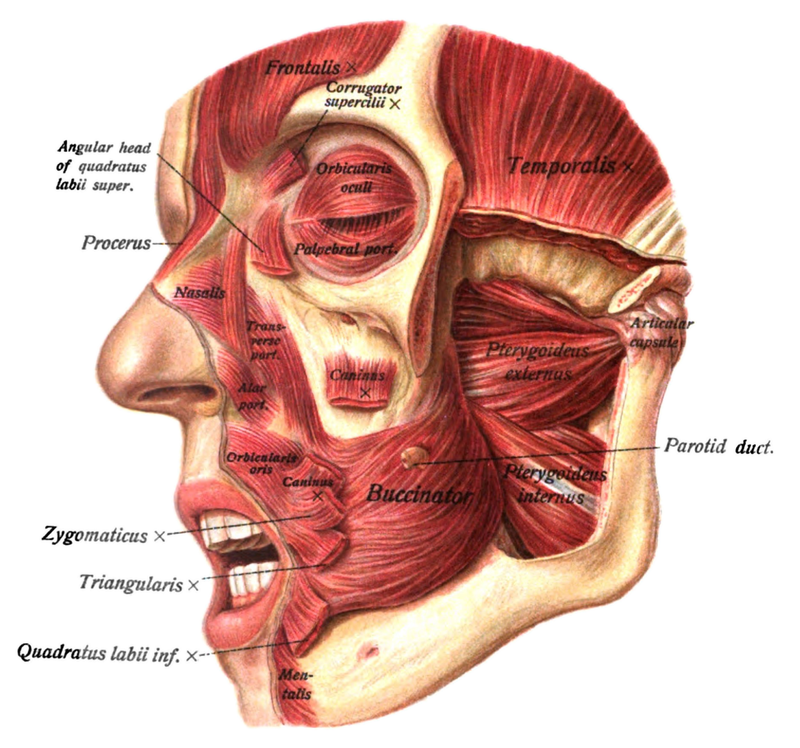 Frontalis ×
Corrugator
supercilii ×
Angular head
of quadratus
labii super.
Orbicularis
oculi
Temporalis ×
Procerus
Palpebral port.
Nasalis
Trans-
verse
part.
Articular
capsule
Pterygoideus
externus
Caninus
×
Alar
port.
Parotid duct.
Orbicularis
oris
Caninus
×
Pterygoideus
internus
Buccinator
Zygomaticus ×
Triangularis ×
Quadratus labii inf. ×
Men-
talis